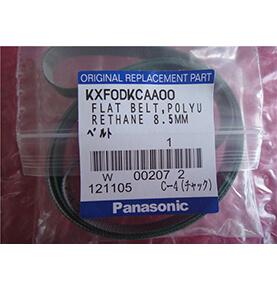 ORIGINAL REPLACEMENT PART
KXFODKCAA00
FLAT BELT,POLYU
RETHANE 8.5MM
ベルト
1
W 00207 2
121105 C-4(チャック)
Panasonic